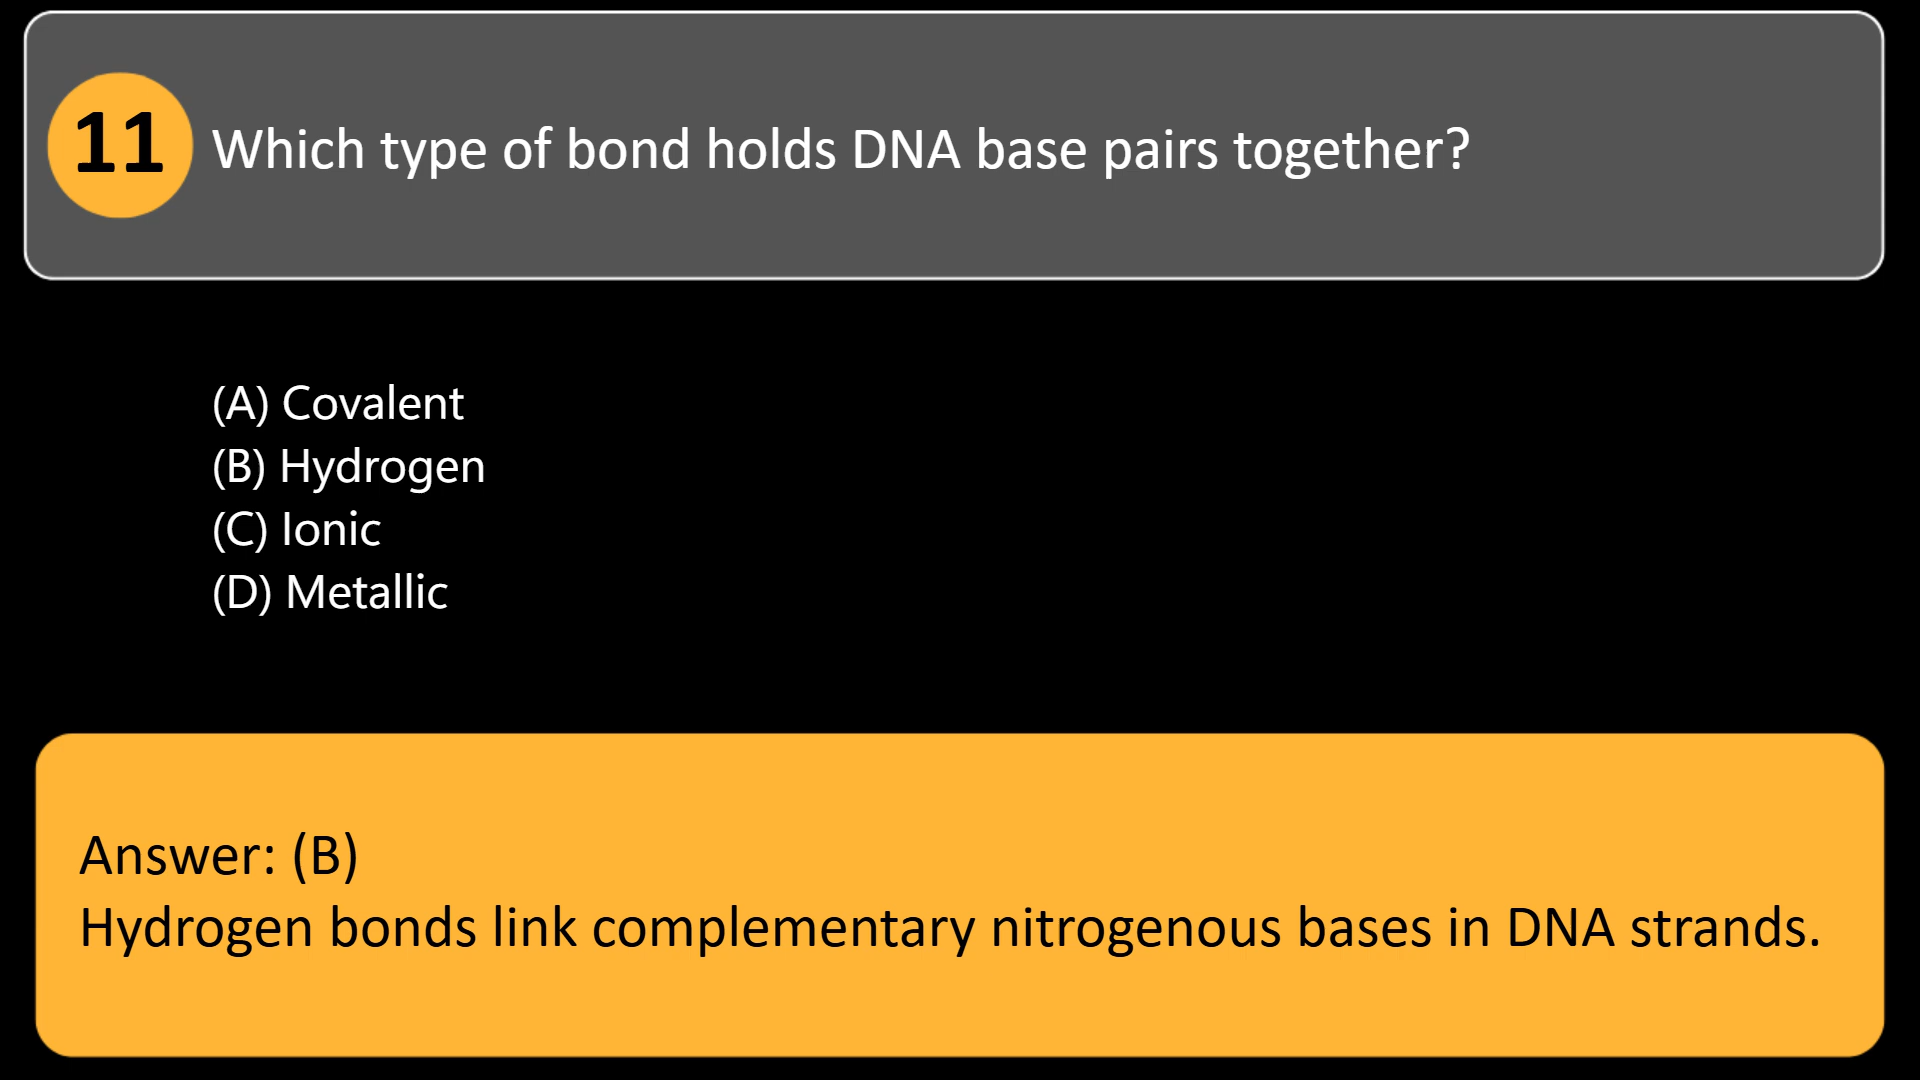 11
Which type of bond holds DNA base pairs together?
(A) Covalent
(B) Hydrogen
(C) Ionic
(D) Metallic
Answer: (B)
Hydrogen bonds link complementary nitrogenous bases in DNA strands.